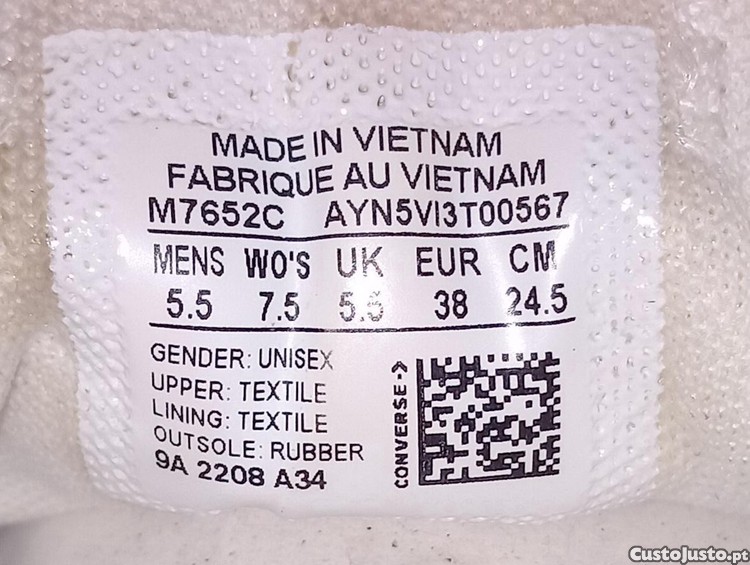 MADE IN VIETNAM
FABRIQUE AU VIETNAM
M7652C AYN5VI3T00567
MENS WO'S UK EUR CM
5.5 7.5 5.5 38 24.5
GENDER: UNISEX
UPPER: TEXTILE
LINING: TEXTILE
OUTSOLE: RUBBER
9A 2208 A34
CONVERSE
CustoJusto.pt